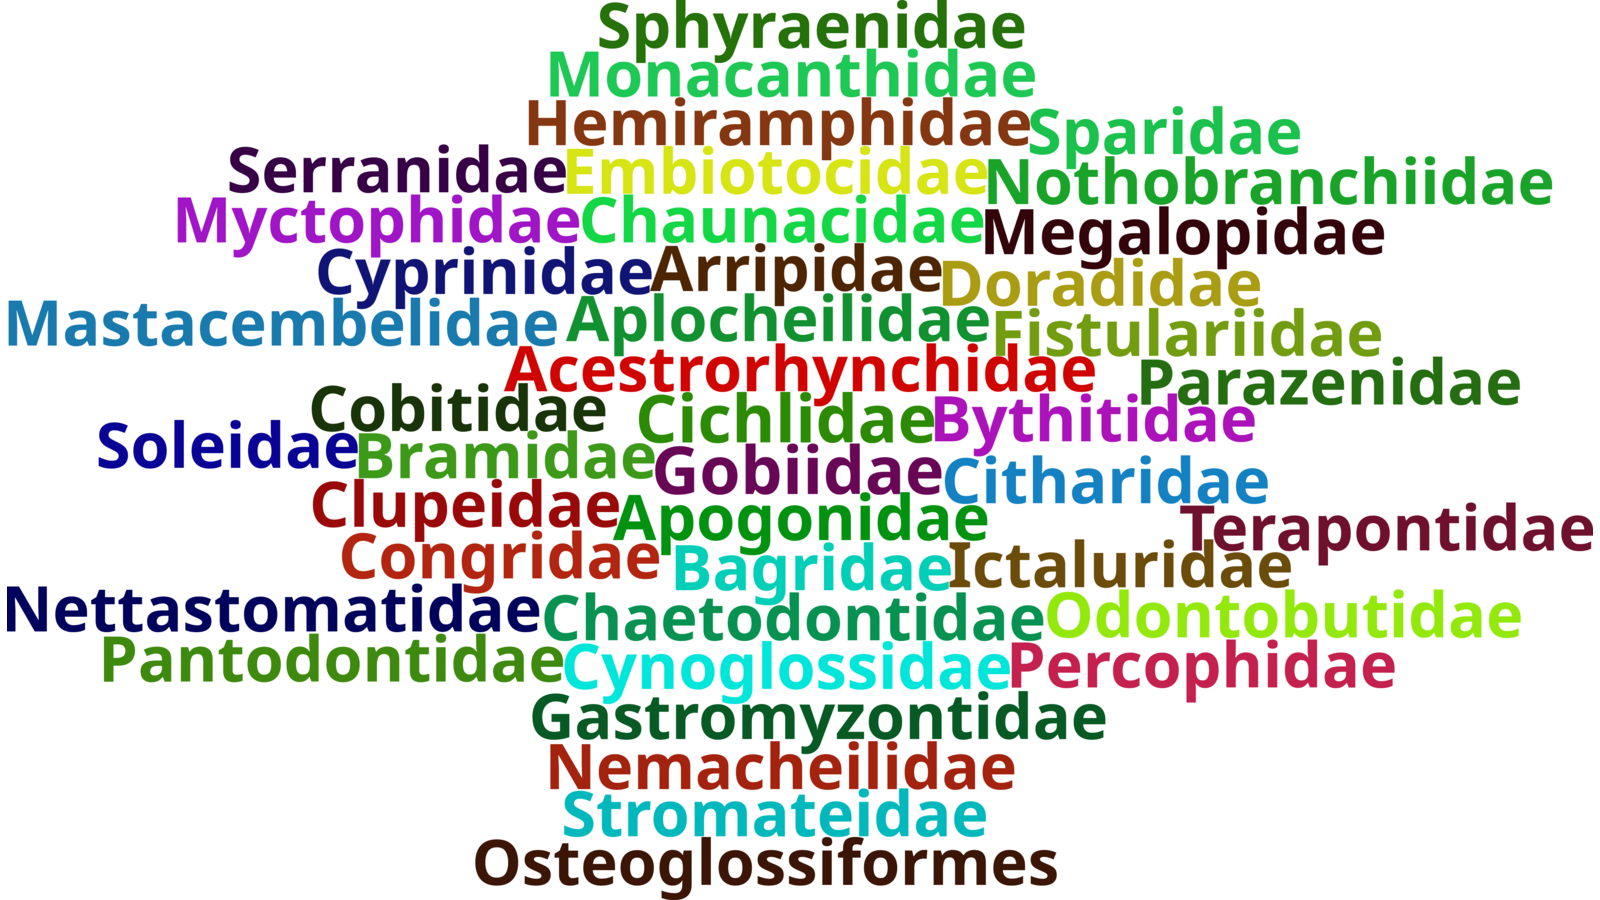 Sphyraenidae
Monacanthidae
Hemiramphidae Sparidae
Serranidae Embiotocidae Nothobranchiidae
Myctophidae Chaunacidae Megalopidae
Cyprinidae Arripidae Doradidae
Mastacembelidae Aplocheilidae Fistulariidae
Acestrorhynchidae Parazenidae
Cobitidae Cichlidae Bythitidae
Soleidae Bramidae Gobiidae Citharidae
Clupeidae Apogonidae Terapontidae
Congridae Bagridae Ictaluridae
Nettastomatidae Chaetodontidae Odontobutidae
Pantodontidae Cynoglossidae Percophidae
Gastromyzontidae
Nemacheilidae
Stromateidae
Osteoglossiformes